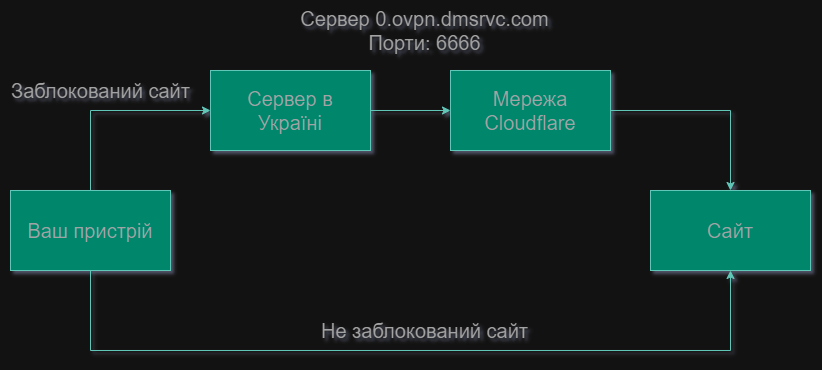 Сервер 0.ovpn.dmsrvc.com
Порти: 6666
Заблокований сайт
Сервер в
Україні
Мережа
Cloudflare
Ваш пристрій
Сайт
Не заблокований сайт